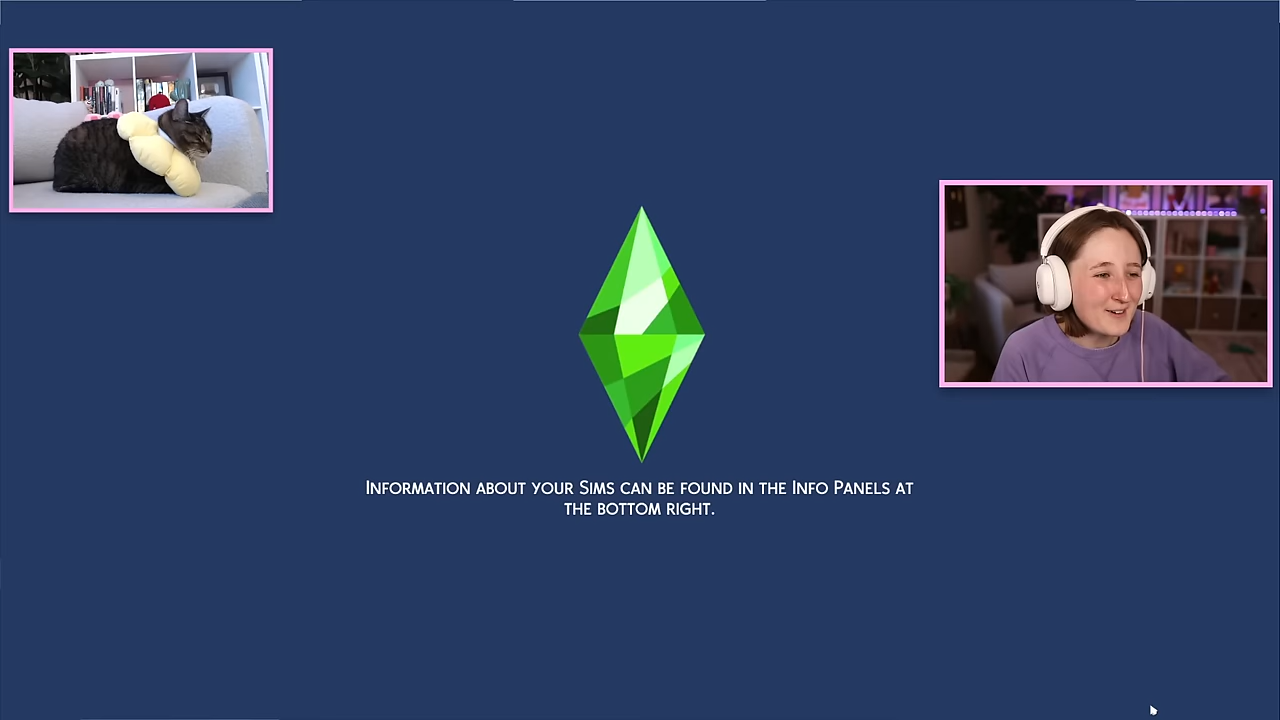 Information about your Sims can be found in the Info Panels at
the bottom right.